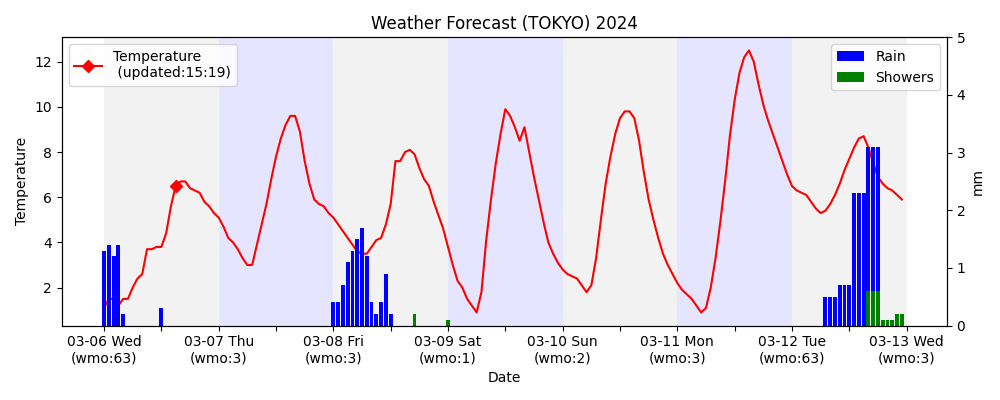 Weather Forecast (TOKYO) 2024
Temperature
(updated:15:19)
Rain
Showers
Temperature
12
10
8
6
4
2
mm
5
4
3
2
1
0
03-06 Wed
(wmo:63)
03-07 Thu
(wmo:3)
03-08 Fri
(wmo:3)
03-09 Sat
(wmo:1)
03-10 Sun
(wmo:2)
03-11 Mon
(wmo:3)
03-12 Tue
(wmo:63)
03-13 Wed
(wmo:3)
Date